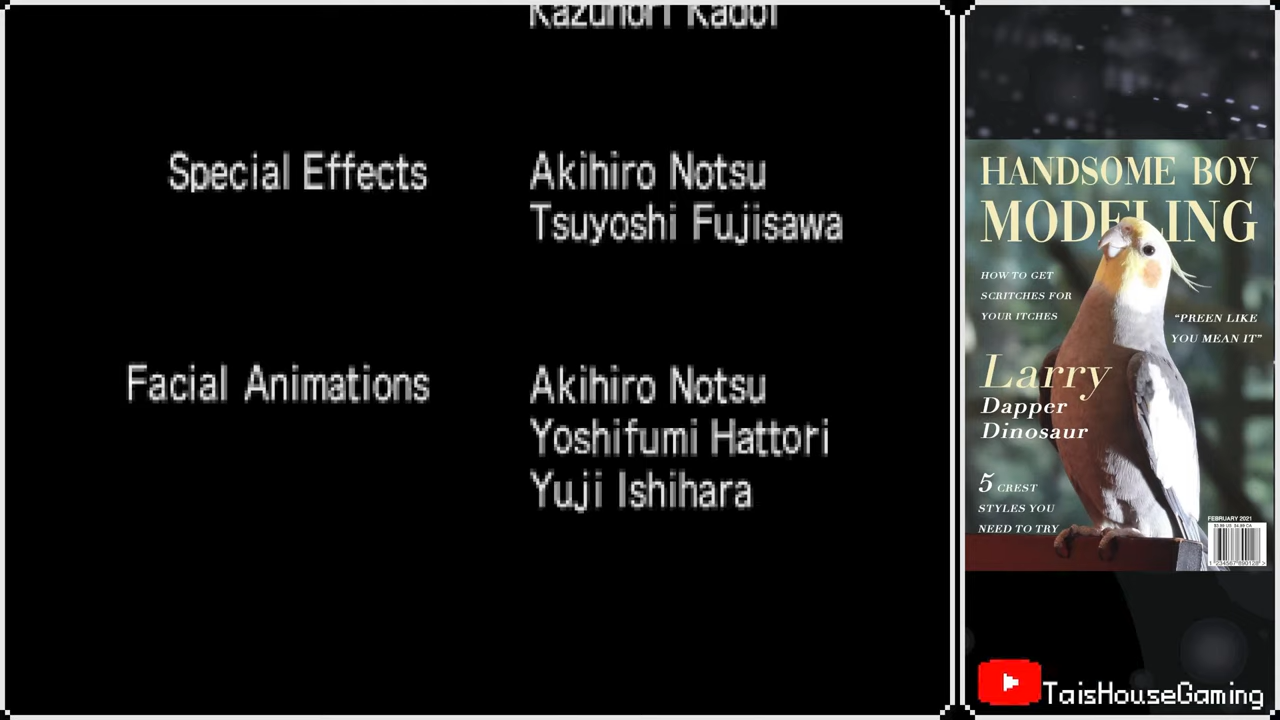 Kazunori Kadoi
Special Effects
Akihiro Notsu
Tsuyoshi Fujisawa
Facial Animations
Akihiro Notsu
Yoshifumi Hattori
Yuji Ishihara
HANDSOME BOY
MODELING
HOW TO GET
SCRITCHES FOR
YOUR ITCHES
“PREEN LIKE
YOU MEAN IT”
Larry
Dapper
Dinosaur
5 CREST
STYLES YOU
NEED TO TRY
FEBRUARY 2021
TaisHouseGaming